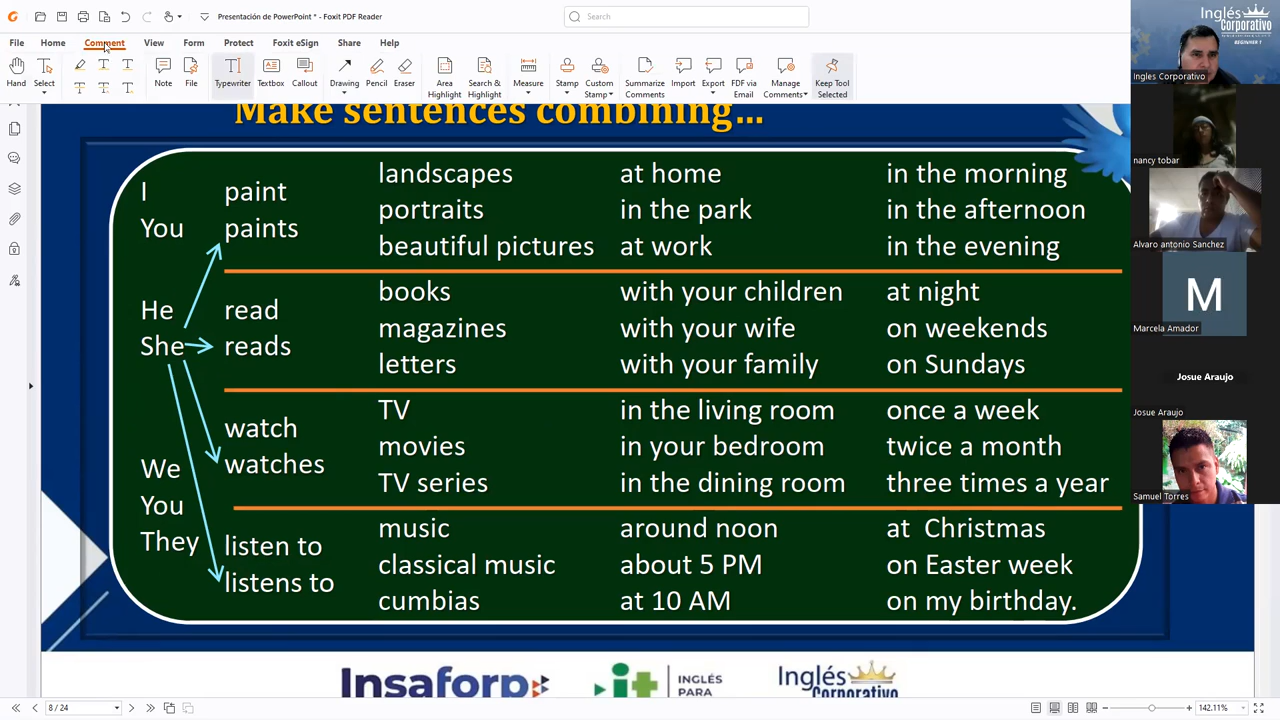 Presentación de PowerPoint * - Foxit PDF Reader
Search
File Home Comment View Form Protect Foxit eSign Share Help
Hand Select Note File Typewriter Textbox Callout Drawing Pencil Eraser Area Highlight Search & Highlight Measure Stamp Custom Stamp Summarize Comments Import Export FDF via Email Manage Comments Keep Tool Selected
Make sentences combining...
I
You
He
She
We
You
They
paint
paints
read
reads
watch
watches
listen to
listens to
landscapes
portraits
beautiful pictures
books
magazines
letters
TV
movies
TV series
music
classical music
cumbias
at home
in the park
at work
with your children
with your wife
with your family
in the living room
in your bedroom
in the dining room
around noon
about 5 PM
at 10 AM
in the morning
in the afternoon
in the evening
at night
on weekends
on Sundays
once a week
twice a month
three times a year
at Christmas
on Easter week
on my birthday.
Insaforp
it
INGLÉS
PARA
Inglés
Corporativo
8 / 24
142.11%
Inglés
Corporativo
BEGINNER 1
Ingles Corporativo
nancy tobar
Alvaro antonio Sanchez
M
Marcela Amador
Josue Araujo
Josue Araujo
Samuel Torres